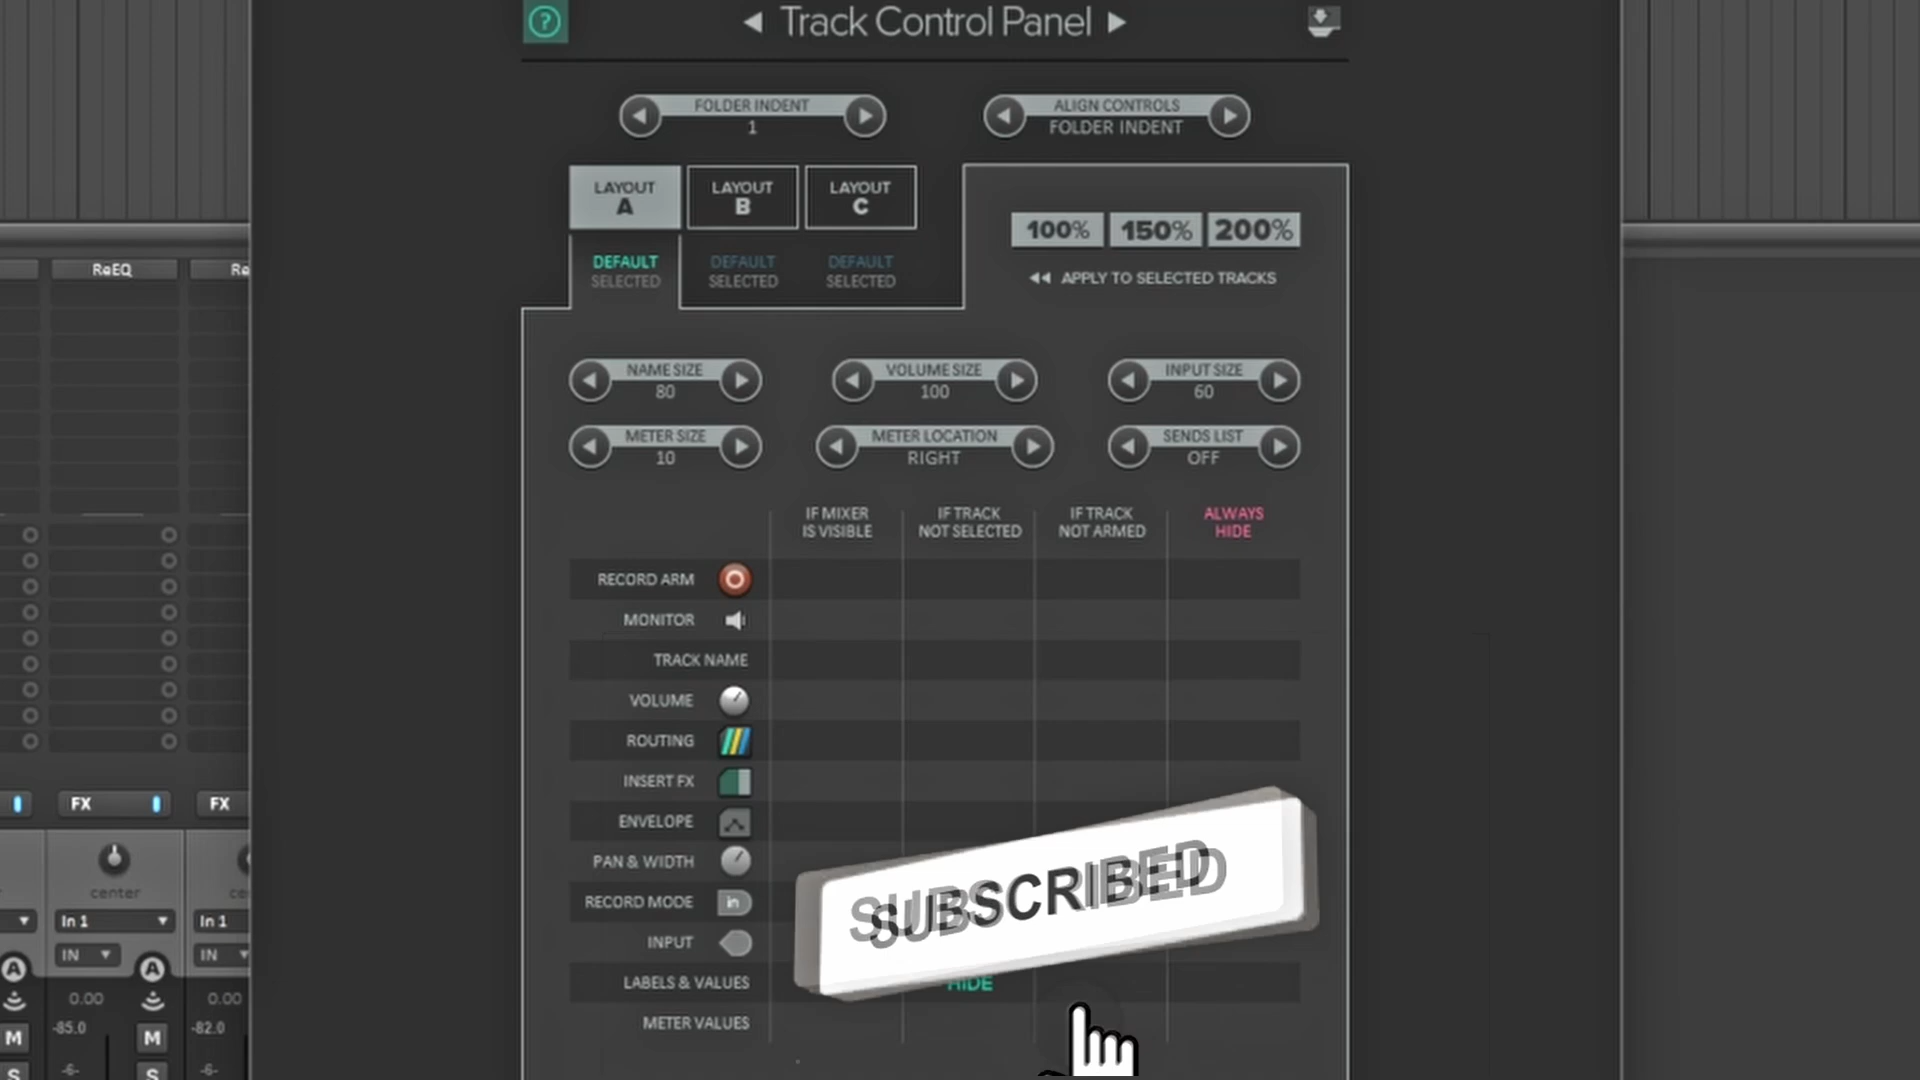 ?
Track Control Panel
FOLDER INDENT
1
ALIGN CONTROLS
FOLDER INDENT
LAYOUT
A
LAYOUT
B
LAYOUT
C
100%
150%
200%
DEFAULT
SELECTED
DEFAULT
SELECTED
DEFAULT
SELECTED
APPLY TO SELECTED TRACKS
NAME SIZE
80
VOLUME SIZE
100
INPUT SIZE
60
METER SIZE
10
METER LOCATION
RIGHT
SENDS LIST
OFF
IF MIXER
IS VISIBLE
IF TRACK
NOT SELECTED
IF TRACK
NOT ARMED
ALWAYS
HIDE
RECORD ARM
MONITOR
TRACK NAME
VOLUME
ROUTING
INSERT FX
ENVELOPE
PAN & WIDTH
RECORD MODE
in
INPUT
LABELS & VALUES
HIDE
METER VALUES
SUBSCRIBED
ReEQ
Re
FX
FX
center
ce
In 1
In 1
IN
IN
A
A
0.00
0.00
-85.0
-82.0
M
M
-6-
-6-
S
S